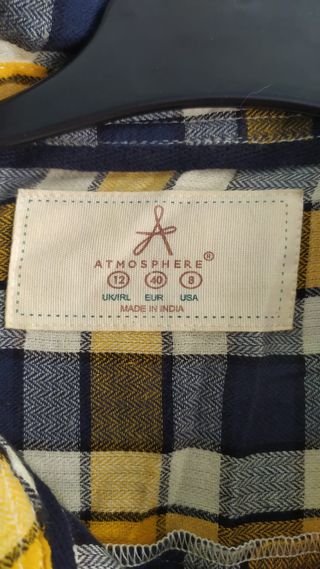 ATMOSPHERE®
12 40 8
UK/IRL EUR USA
MADE IN INDIA